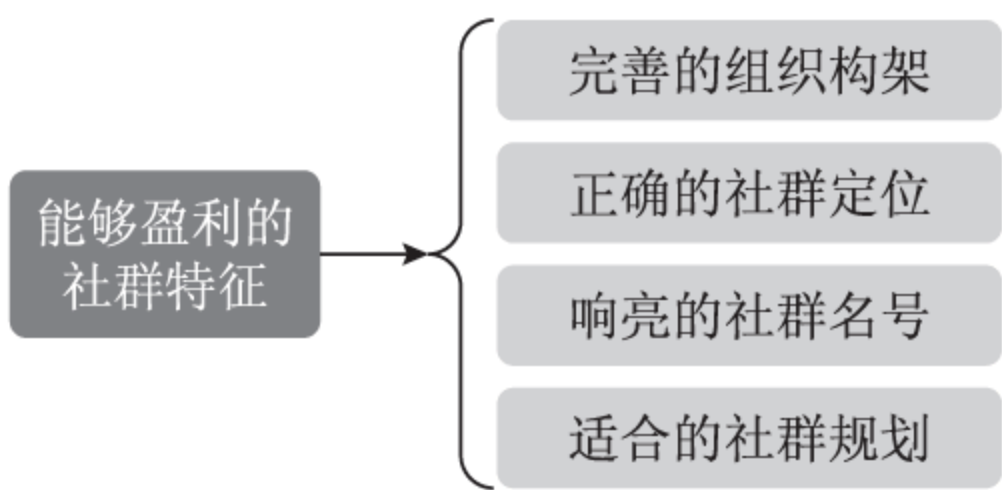 能够盈利的
社群特征
完善的组织构架
正确的社群定位
响亮的社群名号
适合的社群规划